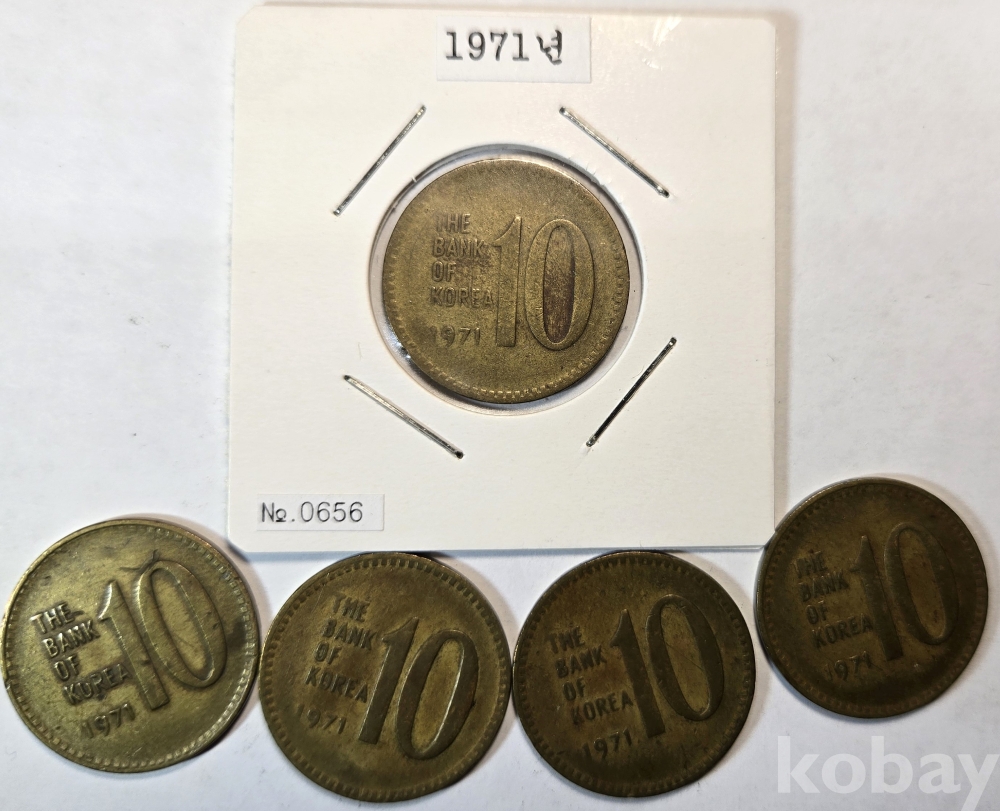 1971년
THE
BANK
OF
KOREA
1971
10
№.0656
THE
BANK
OF
KOREA
1971
10
THE
BANK
OF
KOREA
1971
10
THE
BANK
OF
KOREA
1971
10
THE
BANK
OF
KOREA
1971
10
kobay